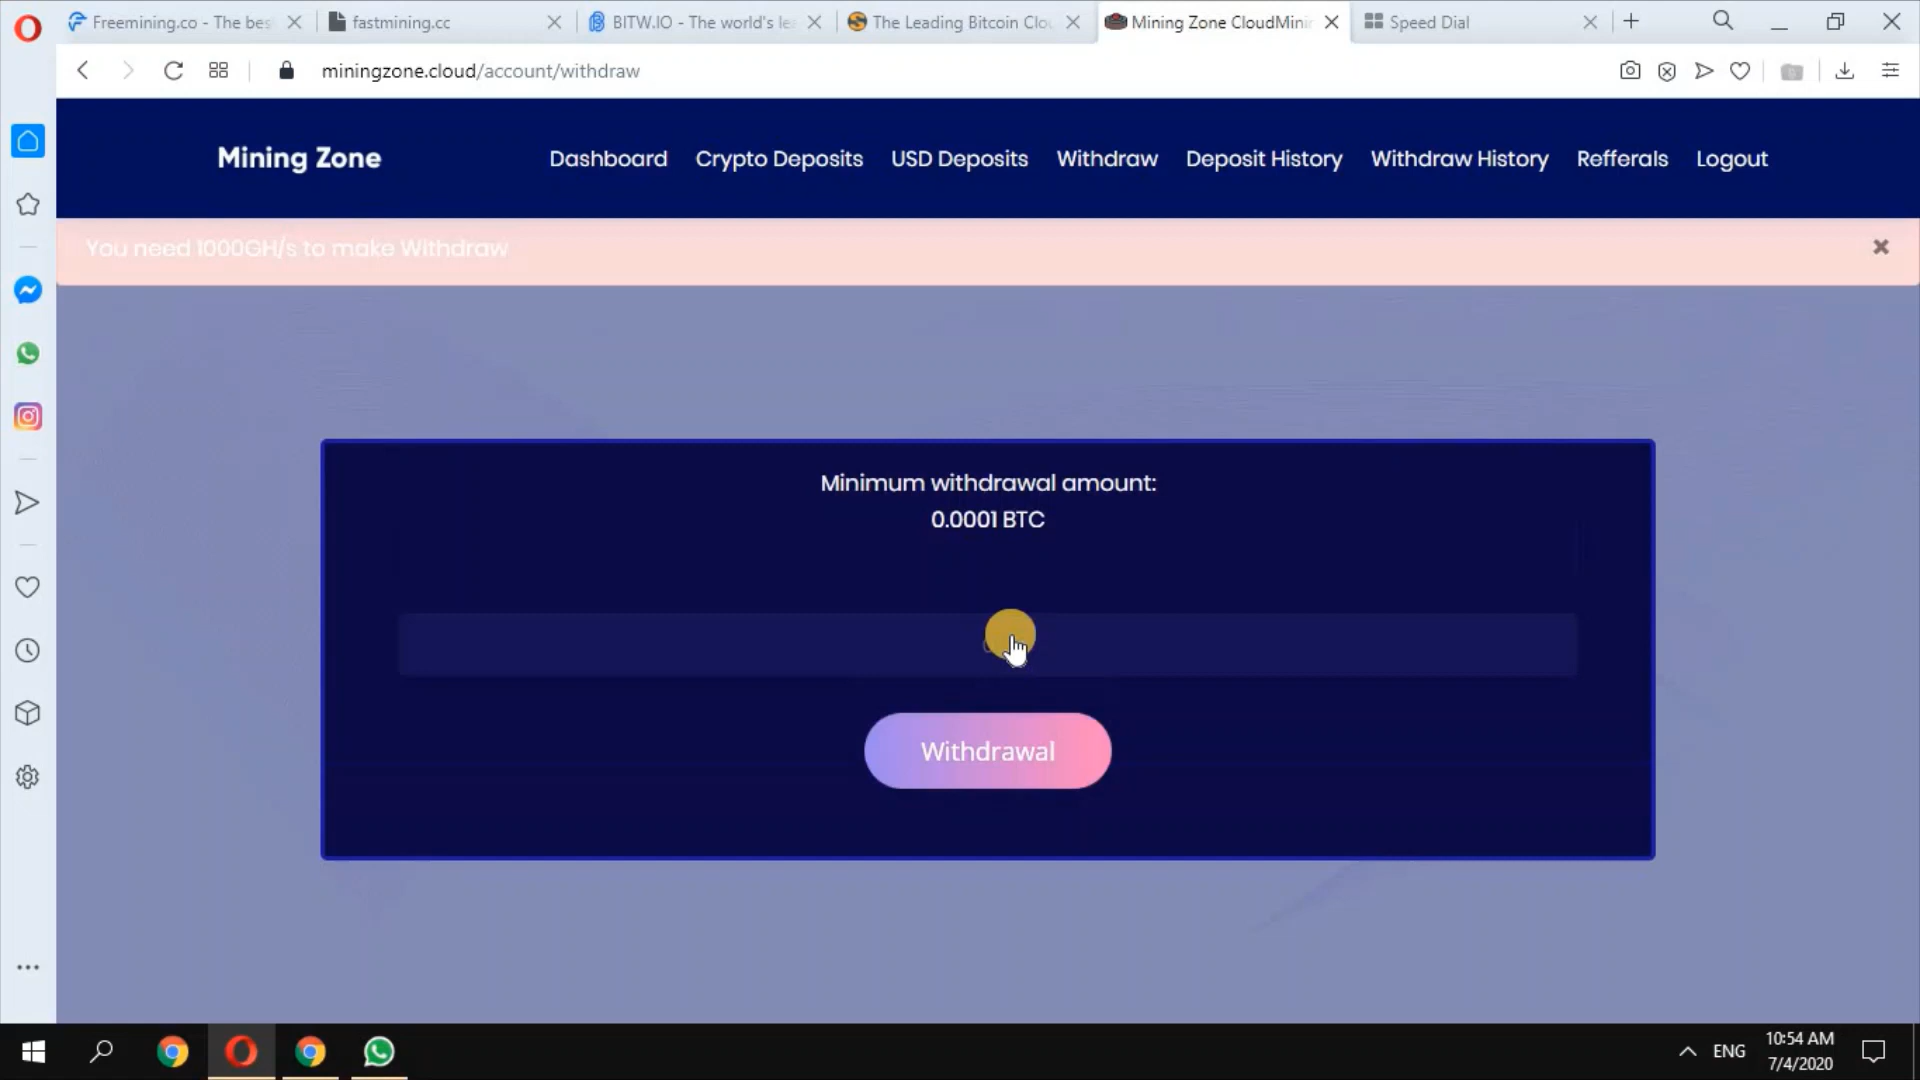 Freemining.co - The bes
fastmining.cc
BITW.IO - The world's le
The Leading Bitcoin Clo
Mining Zone CloudMini
Speed Dial
miningzone.cloud/account/withdraw
Mining Zone
Dashboard
Crypto Deposits
USD Deposits
Withdraw
Deposit History
Withdraw History
Refferals
Logout
You need 1000GH/s to make Withdraw
Minimum withdrawal amount:
0.0001 BTC
Withdrawal
ENG
10:54 AM
7/4/2020